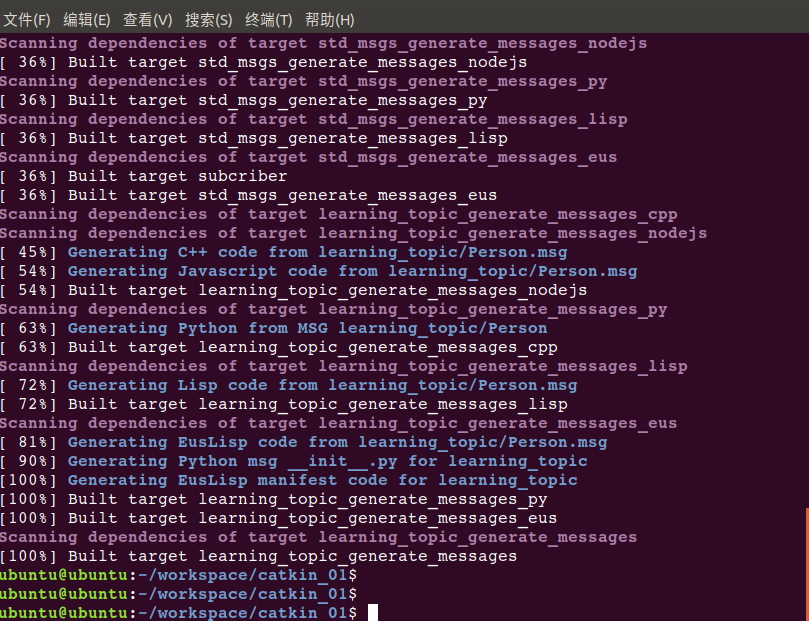 文件(F) 编辑(E) 查看(V) 搜索(S) 终端(T) 帮助(H)
Scanning dependencies of target std_msgs_generate_messages_nodejs
[ 36%] Built target std_msgs_generate_messages_nodejs
Scanning dependencies of target std_msgs_generate_messages_py
[ 36%] Built target std_msgs_generate_messages_py
Scanning dependencies of target std_msgs_generate_messages_lisp
[ 36%] Built target std_msgs_generate_messages_lisp
Scanning dependencies of target std_msgs_generate_messages_eus
[ 36%] Built target subcriber
[ 36%] Built target std_msgs_generate_messages_eus
Scanning dependencies of target learning_topic_generate_messages_cpp
Scanning dependencies of target learning_topic_generate_messages_nodejs
[ 45%] Generating C++ code from learning_topic/Person.msg
[ 54%] Generating Javascript code from learning_topic/Person.msg
[ 54%] Built target learning_topic_generate_messages_nodejs
Scanning dependencies of target learning_topic_generate_messages_py
[ 63%] Generating Python from MSG learning_topic/Person
[ 63%] Built target learning_topic_generate_messages_cpp
Scanning dependencies of target learning_topic_generate_messages_lisp
[ 72%] Generating Lisp code from learning_topic/Person.msg
[ 72%] Built target learning_topic_generate_messages_lisp
Scanning dependencies of target learning_topic_generate_messages_eus
[ 81%] Generating EusLisp code from learning_topic/Person.msg
[ 90%] Generating Python msg __init__.py for learning_topic
[100%] Generating EusLisp manifest code for learning_topic
[100%] Built target learning_topic_generate_messages_py
[100%] Built target learning_topic_generate_messages_eus
Scanning dependencies of target learning_topic_generate_messages
[100%] Built target learning_topic_generate_messages
ubuntu@ubuntu:~/workspace/catkin_01$
ubuntu@ubuntu:~/workspace/catkin_01$
ubuntu@ubuntu:~/workspace/catkin_01$